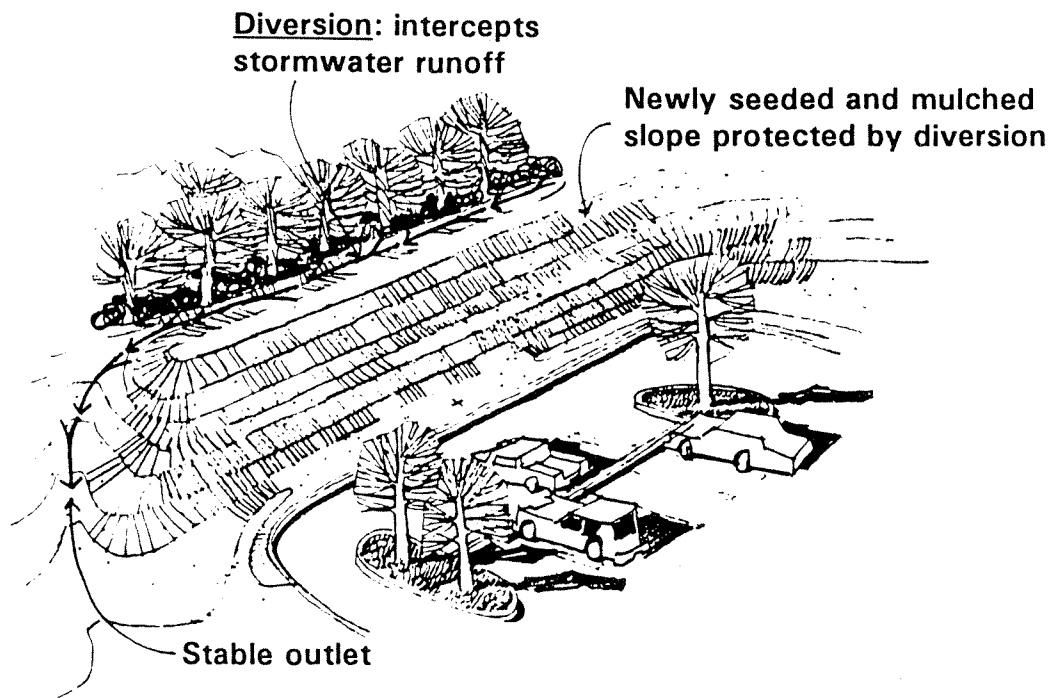 Diversion: intercepts
stormwater runoff
Newly seeded and mulched
slope protected by diversion
Stable outlet